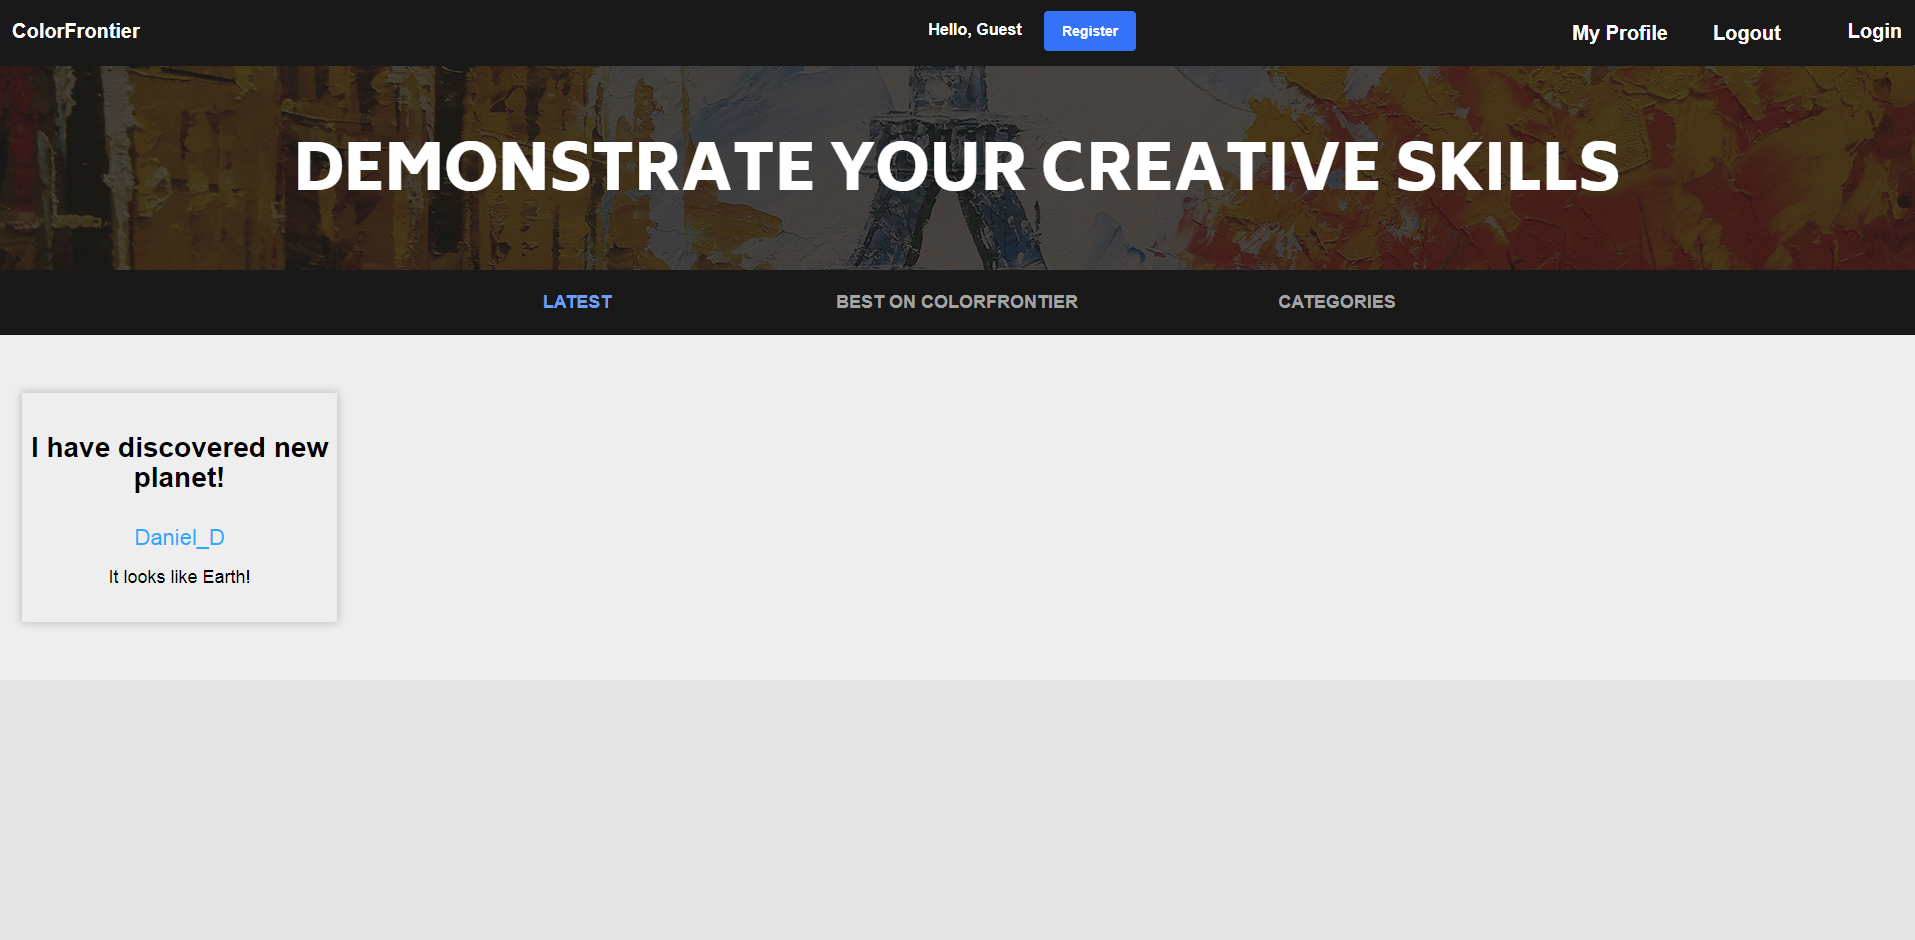 ColorFrontier
Hello, Guest
Register
My Profile
Logout
Login
DEMONSTRATE YOUR CREATIVE SKILLS
LATEST
BEST ON COLORFRONTIER
CATEGORIES
I have discovered new
planet!
Daniel_D
It looks like Earth!